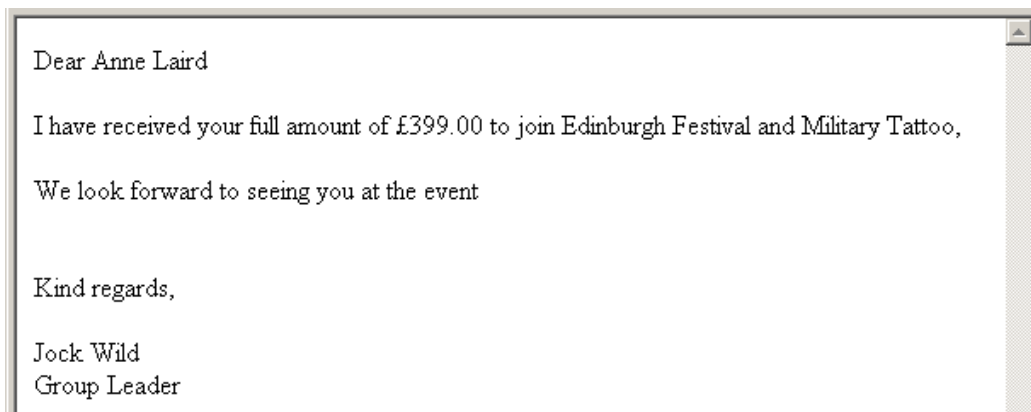 Dear Anne Laird
I have received your full amount of £399.00 to join Edinburgh Festival and Military Tattoo,
We look forward to seeing you at the event
Kind regards,
Jock Wild
Group Leader